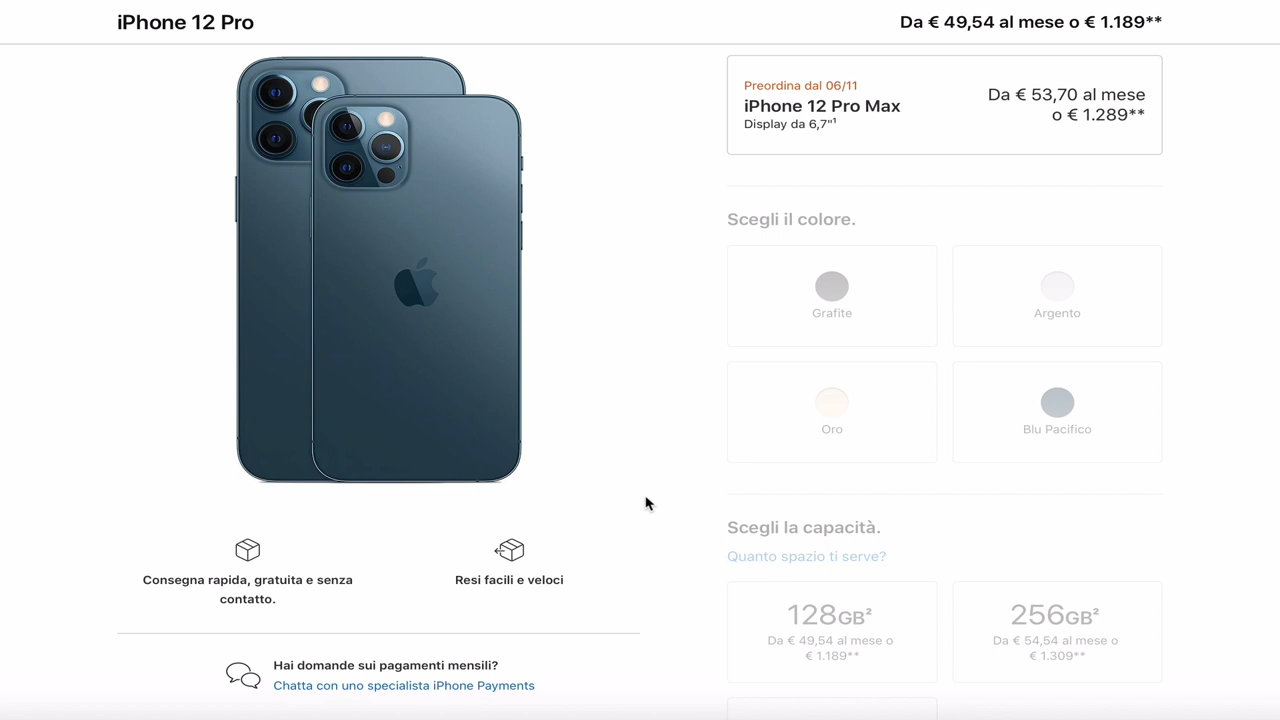 iPhone 12 Pro
Da € 49,54 al mese o € 1.189**
Preordina dal 06/11
iPhone 12 Pro Max
Display da 6,7"¹
Da € 53,70 al mese
o € 1.289**
Scegli il colore.
Grafite
Argento
Oro
Blu Pacifico
Scegli la capacità.
Quanto spazio ti serve?
128GB²
Da € 49,54 al mese o
€ 1.189**
256GB²
Da € 54,54 al mese o
€ 1.309**
Consegna rapida, gratuita e senza
contatto.
Resi facili e veloci
Hai domande sui pagamenti mensili?
Chatta con uno specialista iPhone Payments